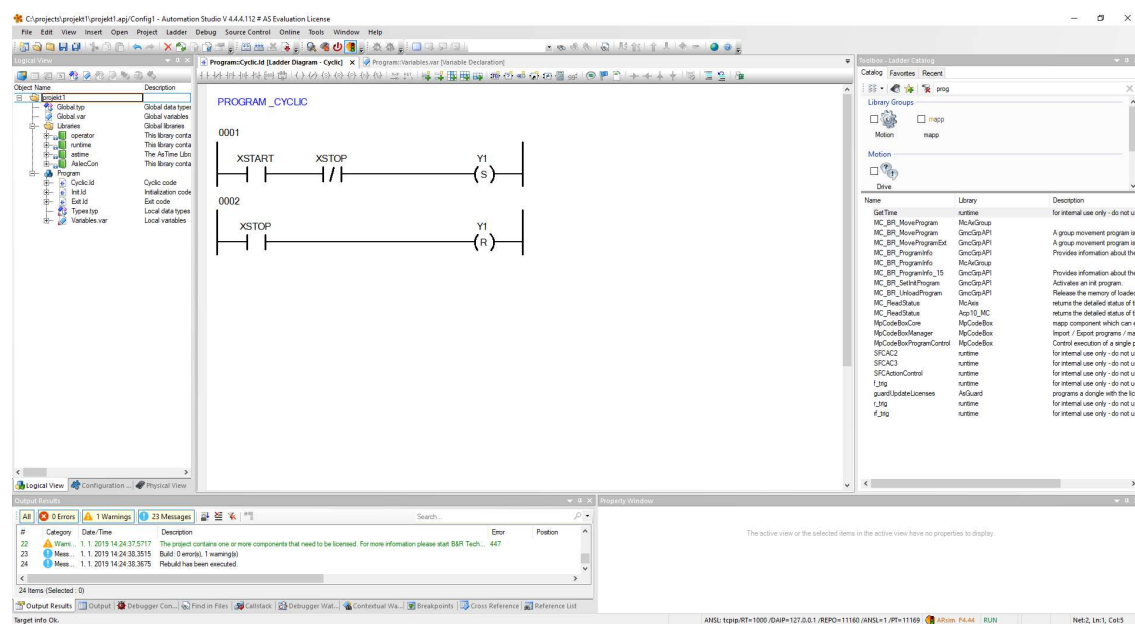 C:\projects\projekt1\projekt1.apj/Config1 - Automation Studio V 4.4.4.112 # AS Evaluation License
File Edit View Insert Open Project Ladder Debug Source Control Online Tools Window Help
Logical View
Program::Cyclic.ld [Ladder Diagram - Cyclic] Program::Variables.var [Variable Declaration]
Toolbox - Ladder Catalog
Catalog Favorites Recent
prog
Object Name Description
projekt1
Global.typ Global data types
Global.var Global variables
Libraries Global libraries
operator This library conta
runtime This library conta
astime The AsTime Libr
AsIecCon This library conta
Program
Cyclic.ld Cyclic code
Init.ld Initialization code
Exit.ld Exit code
Types.typ Local data types
Variables.var Local variables
PROGRAM _CYCLIC
0001
XSTART XSTOP Y1
S
0002
XSTOP Y1
R
Library Groups
Motion mapp
mapp
Motion
Drive
Name Library Description
GetTime runtime for internal use only - do not u
MC_BR_MoveProgram McAxGroup
MC_BR_MoveProgram GmcGrpAPI A group movement program is
MC_BR_MoveProgramExt GmcGrpAPI A group movement program is
MC_BR_ProgramInfo GmcGrpAPI Provides information about the
MC_BR_ProgramInfo McAxGroup
MC_BR_ProgramInfo_15 GmcGrpAPI Provides information about the
MC_BR_SetInitProgram GmcGrpAPI Activates an init program.
MC_BR_UnloadProgram GmcGrpAPI Release the memory of loaded
MC_ReadStatus McAxis returns the detailed status of t
MC_ReadStatus Acp10_MC returns the detailed status of t
MpCodeBoxCore MpCodeBox mapp component which can e
MpCodeBoxManager MpCodeBox Import / Export programs / ma
MpCodeBoxProgramControl MpCodeBox Control execution of a single p
SFCAC2 runtime for internal use only - do not u
SFCAC3 runtime for internal use only - do not u
SFCActionControl runtime for internal use only - do not u
f_trig runtime for internal use only - do not u
guardUpdateLicenses AsGuard programs a dongle with the lic
r_trig runtime for internal use only - do not u
rf_trig runtime for internal use only - do not u
Logical View Configuration ... Physical View
Output Results
Property Window
All 0 Errors 1 Warnings 23 Messages Search...
# Category Date/Time Description Error Position
22 Warni... 1. 1. 2019 14:24:37,5717 The project contains one or more components that need to be licensed. For more information please start B&R Tech... 447
23 Mess... 1. 1. 2019 14:24:38,3515 Build: 0 error(s), 1 warning(s)
24 Mess... 1. 1. 2019 14:24:38,3675 Rebuild has been executed.
The active view or the selected items in the active view have no properties to display.
24 Items (Selected : 0)
Output Results Output Debugger Con... Find in Files Callstack Debugger Wat... Contextual Wa... Breakpoints Cross Reference Reference List
Target info Ok. ANSL: tcpip/RT=1000 /DAIP=127.0.0.1 /REPO=11160 /ANSL=1 /PT=11169 ARsim F4.44 RUN Net:2, Ln:1, Col:5